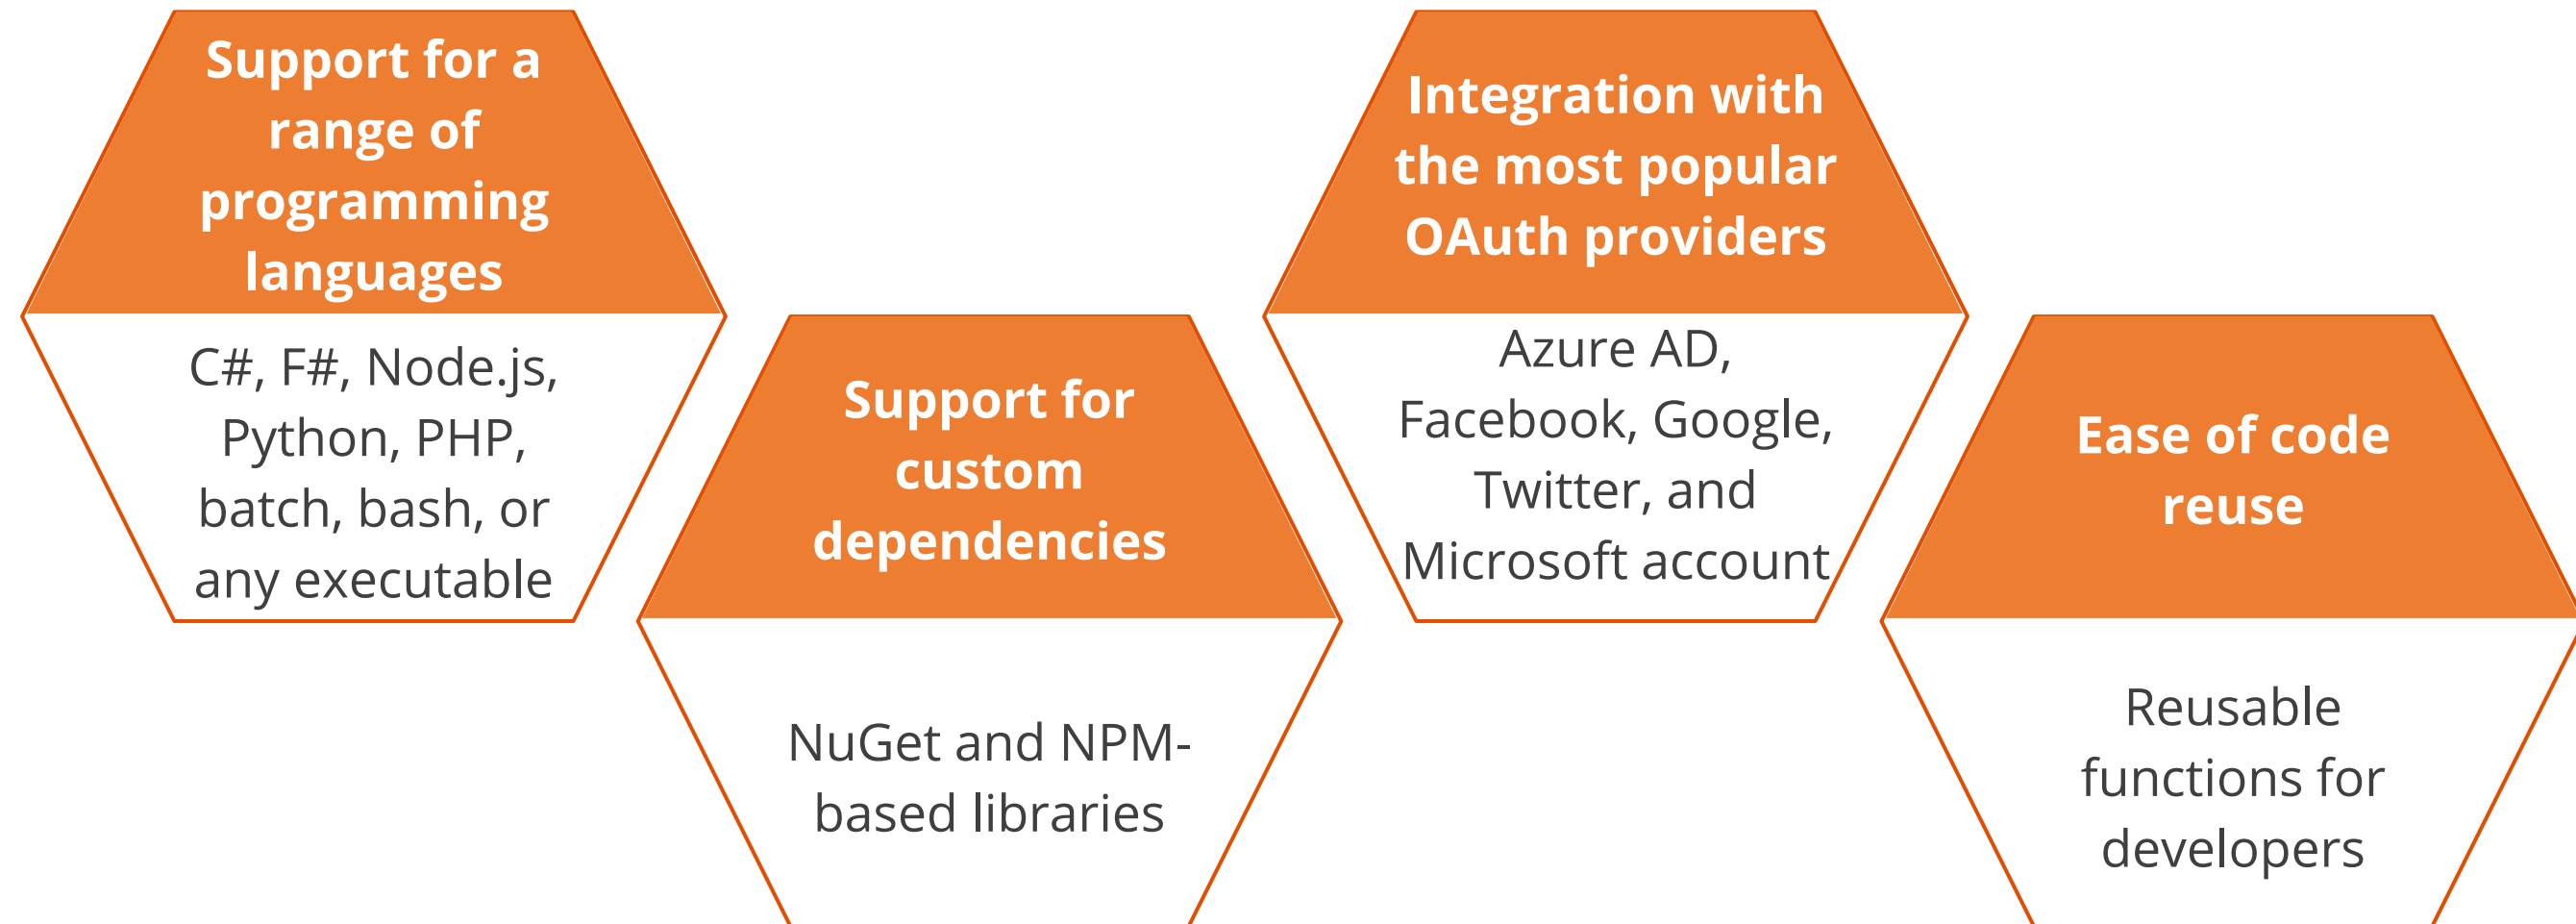 Support for a
range of
programming
languages
C#, F#, Node.js,
Python, PHP,
batch, bash, or
any executable
Support for
custom
dependencies
NuGet and NPM-
based libraries
Integration with
the most popular
OAuth providers
Azure AD,
Facebook, Google,
Twitter, and
Microsoft account
Ease of code
reuse
Reusable
functions for
developers